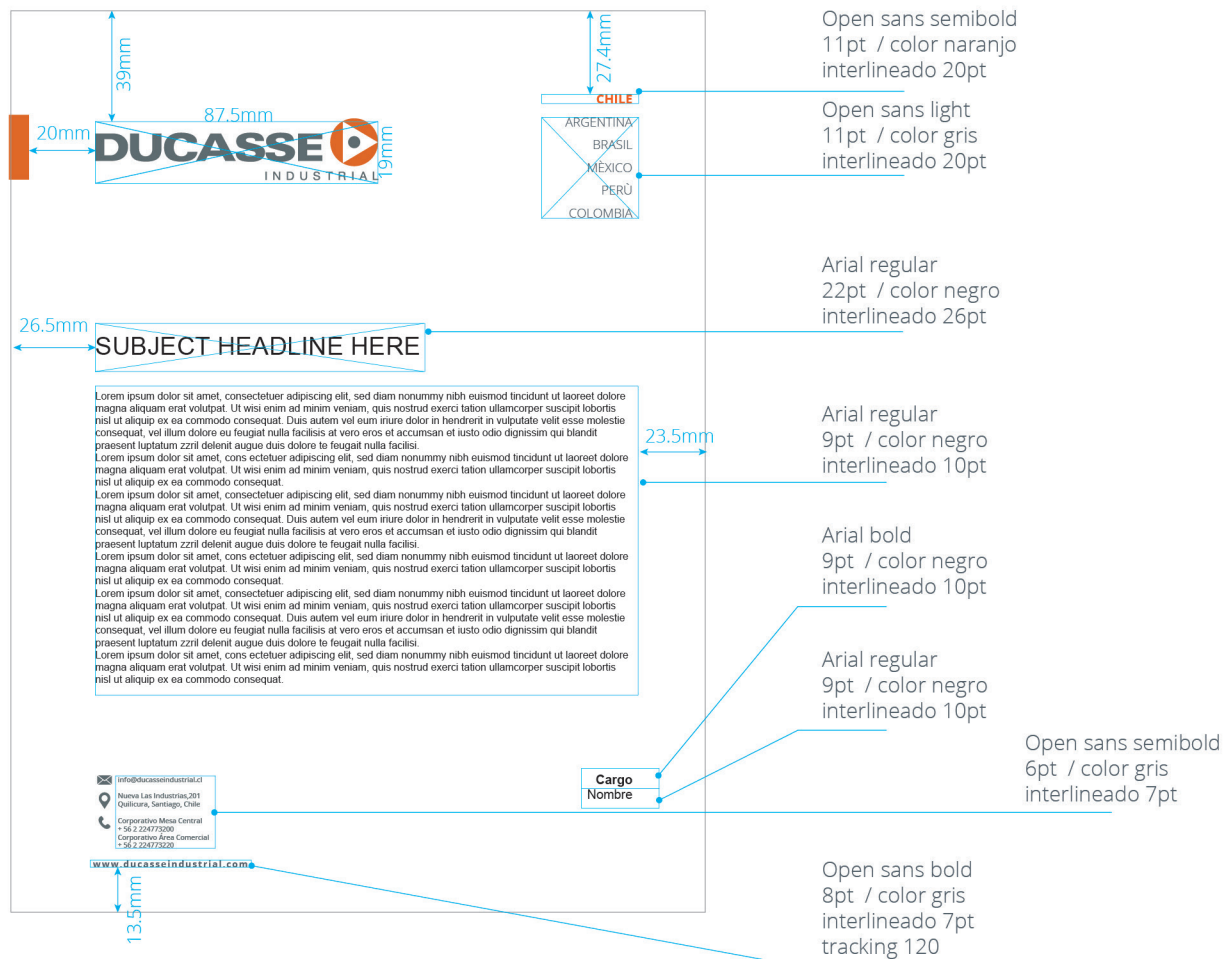 39mm
27.4mm
Open sans semibold
11pt / color naranjo
interlineado 20pt
CHILE
Open sans light
11pt / color gris
interlineado 20pt
ARGENTINA
BRASIL
MÈXICO
PERÙ
COLOMBIA
20mm
87.5mm
DUCASSE
INDUSTRIAL
19mm
Arial regular
22pt / color negro
interlineado 26pt
26.5mm
SUBJECT HEADLINE HERE
Lorem ipsum dolor sit amet, consectetuer adipiscing elit, sed diam nonummy nibh euismod tincidunt ut laoreet dolore
magna aliquam erat volutpat. Ut wisi enim ad minim veniam, quis nostrud exerci tation ullamcorper suscipit lobortis
nisl ut aliquip ex ea commodo consequat. Duis autem vel eum iriure dolor in hendrerit in vulputate velit esse molestie
consequat, vel illum dolore eu feugiat nulla facilisis at vero eros et accumsan et iusto odio dignissim qui blandit
praesent luptatum zzril delenit augue duis dolore te feugait nulla facilisi.
Lorem ipsum dolor sit amet, cons ectetuer adipiscing elit, sed diam nonummy nibh euismod tincidunt ut laoreet dolore
magna aliquam erat volutpat. Ut wisi enim ad minim veniam, quis nostrud exerci tation ullamcorper suscipit lobortis
nisl ut aliquip ex ea commodo consequat.
Lorem ipsum dolor sit amet, consectetuer adipiscing elit, sed diam nonummy nibh euismod tincidunt ut laoreet dolore
magna aliquam erat volutpat. Ut wisi enim ad minim veniam, quis nostrud exerci tation ullamcorper suscipit lobortis
nisl ut aliquip ex ea commodo consequat. Duis autem vel eum iriure dolor in hendrerit in vulputate velit esse molestie
consequat, vel illum dolore eu feugiat nulla facilisis at vero eros et accumsan et iusto odio dignissim qui blandit
praesent luptatum zzril delenit augue duis dolore te feugait nulla facilisi.
Lorem ipsum dolor sit amet, cons ectetuer adipiscing elit, sed diam nonummy nibh euismod tincidunt ut laoreet dolore
magna aliquam erat volutpat. Ut wisi enim ad minim veniam, quis nostrud exerci tation ullamcorper suscipit lobortis
nisl ut aliquip ex ea commodo consequat.
Lorem ipsum dolor sit amet, consectetuer adipiscing elit, sed diam nonummy nibh euismod tincidunt ut laoreet dolore
magna aliquam erat volutpat. Ut wisi enim ad minim veniam, quis nostrud exerci tation ullamcorper suscipit lobortis
nisl ut aliquip ex ea commodo consequat. Duis autem vel eum iriure dolor in hendrerit in vulputate velit esse molestie
consequat, vel illum dolore eu feugiat nulla facilisis at vero eros et accumsan et iusto odio dignissim qui blandit
praesent luptatum zzril delenit augue duis dolore te feugait nulla facilisi.
Lorem ipsum dolor sit amet, cons ectetuer adipiscing elit, sed diam nonummy nibh euismod tincidunt ut laoreet dolore
magna aliquam erat volutpat. Ut wisi enim ad minim veniam, quis nostrud exerci tation ullamcorper suscipit lobortis
nisl ut aliquip ex ea commodo consequat.
23.5mm
Arial regular
9pt / color negro
interlineado 10pt
Arial bold
9pt / color negro
interlineado 10pt
Arial regular
9pt / color negro
interlineado 10pt
Open sans semibold
6pt / color gris
interlineado 7pt
info@ducasseindustrial.cl
Nueva Las Industrias,201
Quilicura, Santiago, Chile
Corporativo Mesa Central
+ 56 2 224773200
Corporativo Área Comercial
+ 56 2 224773220
Cargo
Nombre
www.ducasseindustrial.com
13.5mm
Open sans bold
8pt / color gris
interlineado 7pt
tracking 120